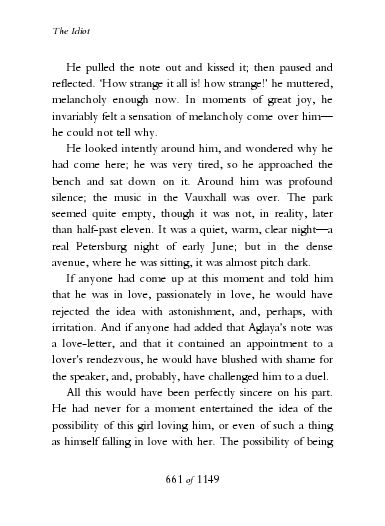 The Idiot
He pulled the note out and kissed it; then paused and
reflected. ‘How strange it all is! how strange!’ he muttered,
melancholy enough now. In moments of great joy, he
invariably felt a sensation of melancholy come over him—
he could not tell why.
He looked intently around him, and wondered why he
had come here; he was very tired, so he approached the
bench and sat down on it. Around him was profound
silence; the music in the Vauxhall was over. The park
seemed quite empty, though it was not, in reality, later
than half-past eleven. It was a quiet, warm, clear night—a
real Petersburg night of early June; but in the dense
avenue, where he was sitting, it was almost pitch dark.
If anyone had come up at this moment and told him
that he was in love, passionately in love, he would have
rejected the idea with astonishment, and, perhaps, with
irritation. And if anyone had added that Aglaya’s note was
a love-letter, and that it contained an appointment to a
lover’s rendezvous, he would have blushed with shame for
the speaker, and, probably, have challenged him to a duel.
All this would have been perfectly sincere on his part.
He had never for a moment entertained the idea of the
possibility of this girl loving him, or even of such a thing
as himself falling in love with her. The possibility of being
661 of 1149